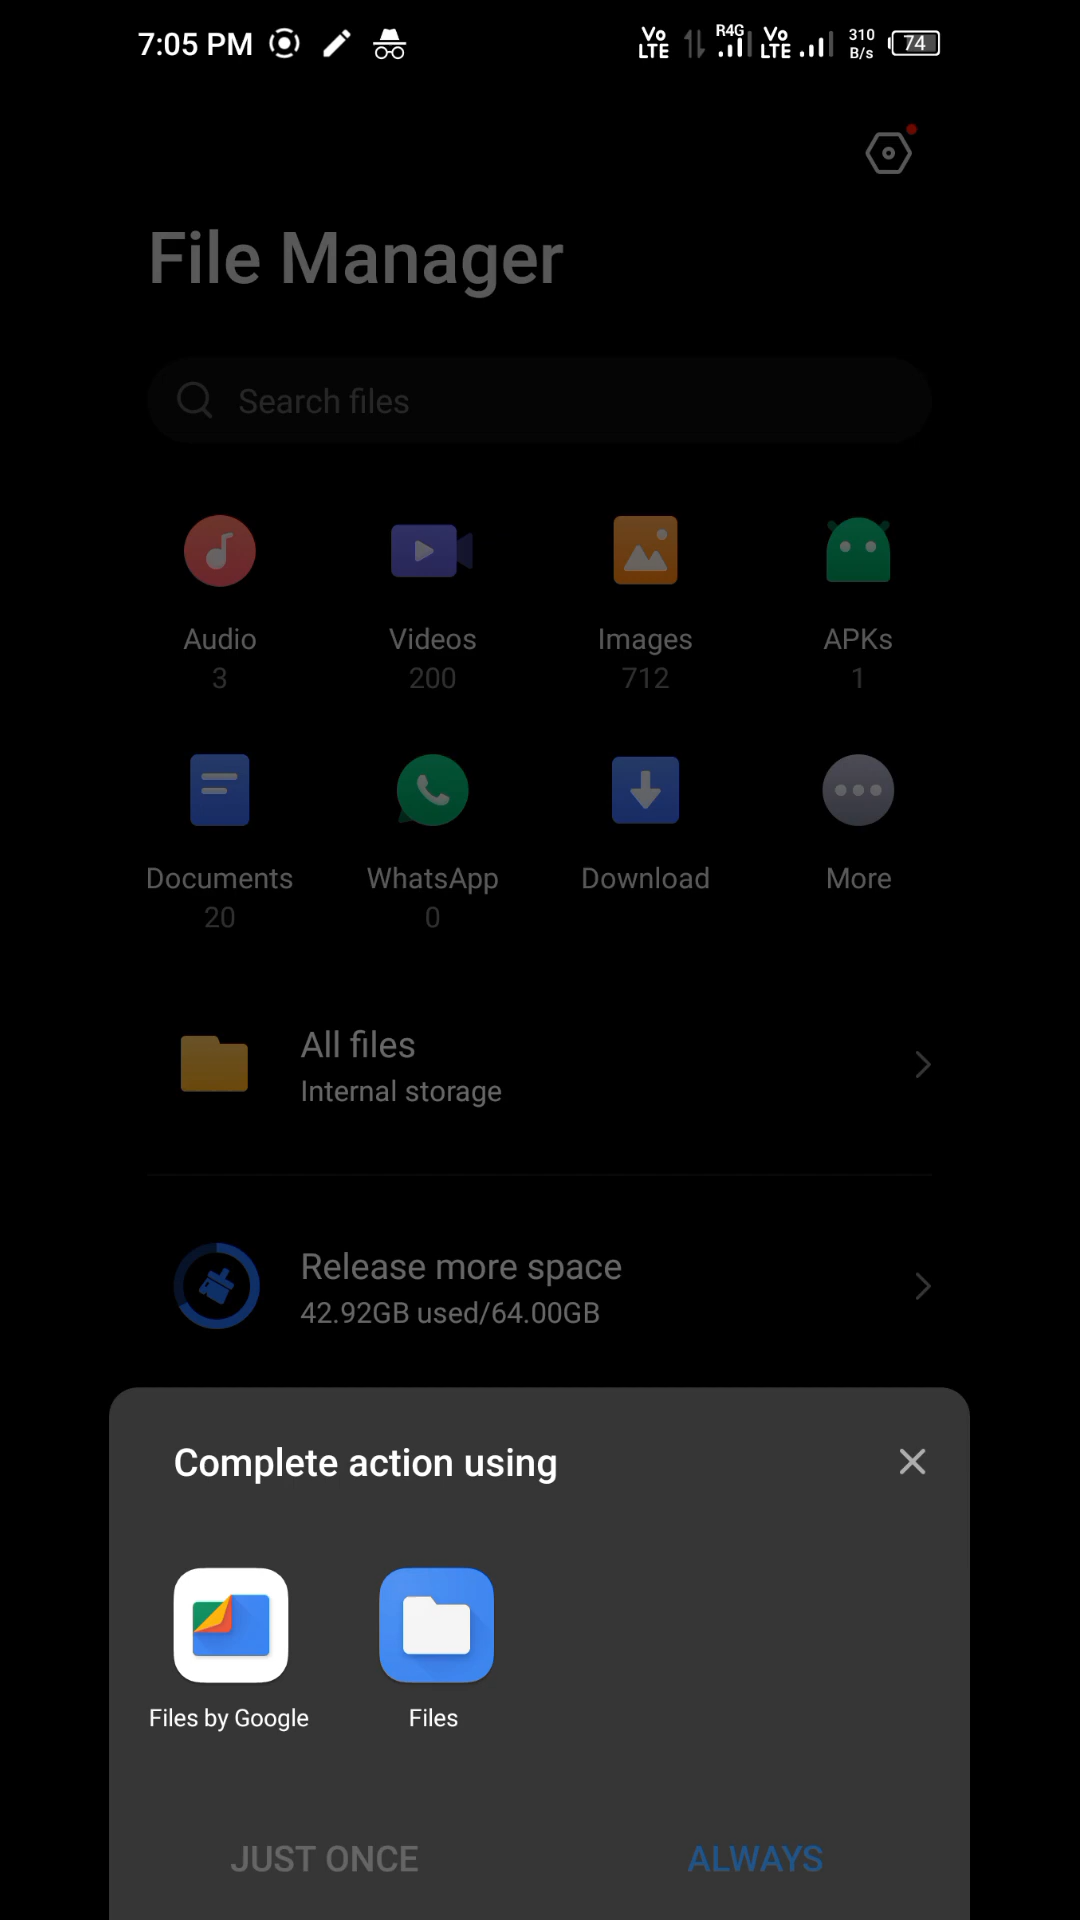 7:05 PM
Vo LTE R4G Vo LTE 310 B/s 74
File Manager
Search files
Audio Videos Images APKs
3 200 712 1
Documents WhatsApp Download More
20 0
All files
Internal storage
Release more space
42.92GB used/64.00GB
Complete action using
Files by Google Files
JUST ONCE ALWAYS